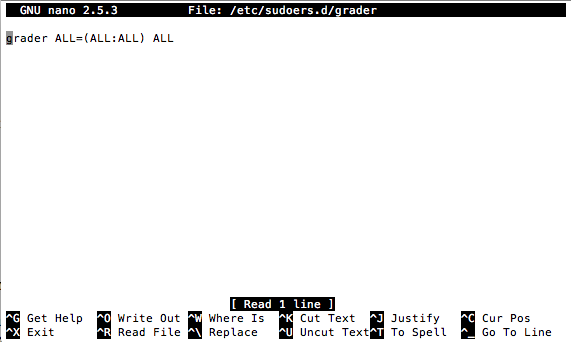 GNU nano 2.5.3 File: /etc/sudoers.d/grader
grader ALL=(ALL:ALL) ALL
[ Read 1 line ]
^G Get Help ^O Write Out ^W Where Is ^K Cut Text ^J Justify ^C Cur Pos
^X Exit ^R Read File ^\ Replace ^U Uncut Text ^T To Spell ^_ Go To Line